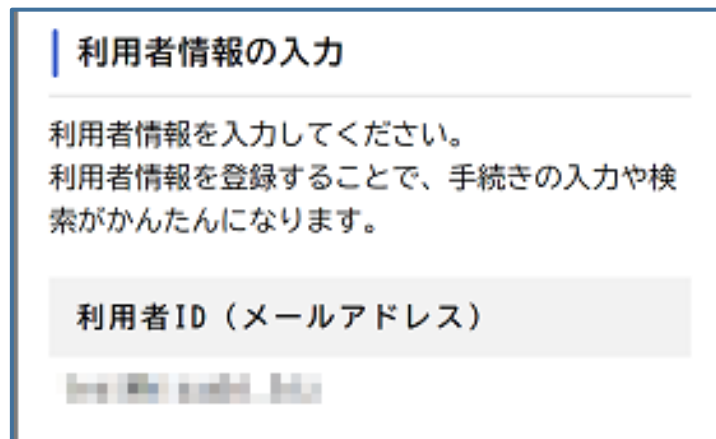 利用者情報の入力
利用者情報を入力してください。
利用者情報を登録することで、手続きの入力や検
索がかんたんになります。
利用者ID（メールアドレス）